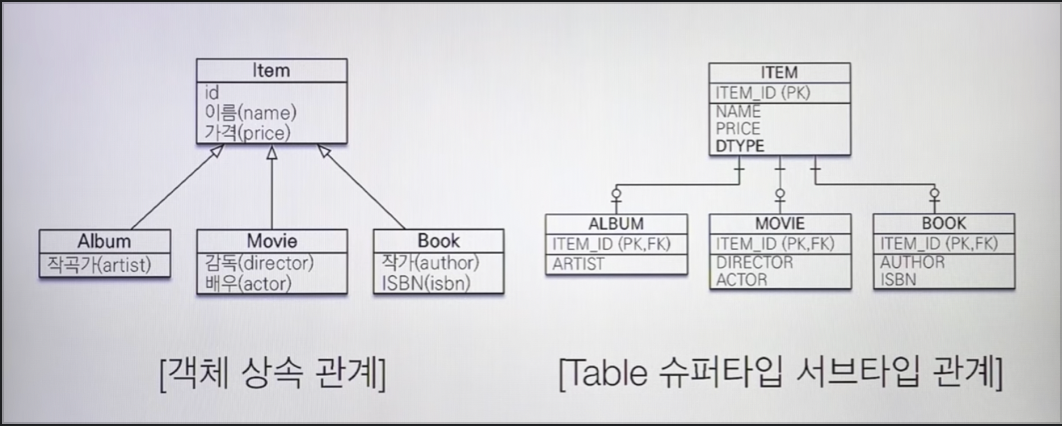 Item
id
이름(name)
가격(price)
Album
작곡가(artist)
Movie
감독(director)
배우(actor)
Book
작가(author)
ISBN(isbn)
[객체 상속 관계]
ITEM
ITEM_ID (PK)
NAME
PRICE
DTYPE
ALBUM
ITEM_ID (PK,FK)
ARTIST
MOVIE
ITEM_ID (PK,FK)
DIRECTOR
ACTOR
BOOK
ITEM_ID (PK,FK)
AUTHOR
ISBN
[Table 슈퍼타입 서브타입 관계]